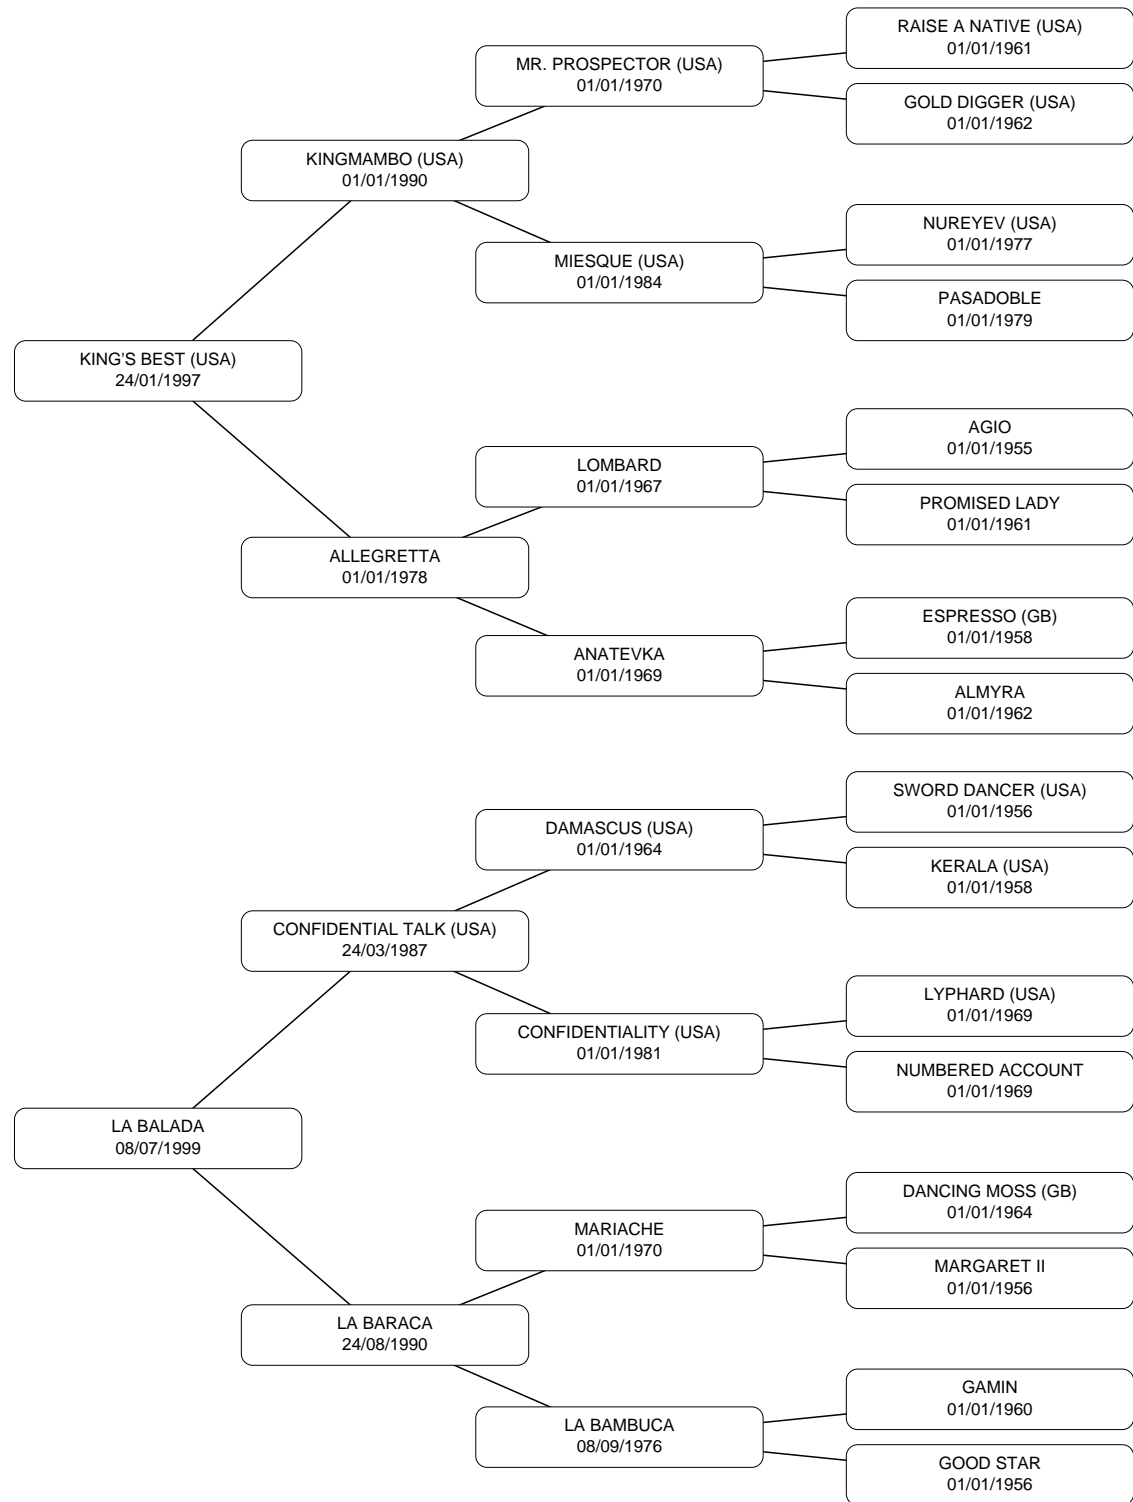 RAISE A NATIVE (USA)
01/01/1961
MR. PROSPECTOR (USA)
01/01/1970
GOLD DIGGER (USA)
01/01/1962
KINGMAMBO (USA)
01/01/1990
NUREYEV (USA)
01/01/1977
MIESQUE (USA)
01/01/1984
PASADOBLE
01/01/1979
KING'S BEST (USA)
24/01/1997
AGIO
01/01/1955
LOMBARD
01/01/1967
PROMISED LADY
01/01/1961
ALLEGRETTA
01/01/1978
ESPRESSO (GB)
01/01/1958
ANATEVKA
01/01/1969
ALMYRA
01/01/1962
SWORD DANCER (USA)
01/01/1956
DAMASCUS (USA)
01/01/1964
KERALA (USA)
01/01/1958
CONFIDENTIAL TALK (USA)
24/03/1987
LYPHARD (USA)
01/01/1969
CONFIDENTIALITY (USA)
01/01/1981
NUMBERED ACCOUNT
01/01/1969
LA BALADA
08/07/1999
DANCING MOSS (GB)
01/01/1964
MARIACHE
01/01/1970
MARGARET II
01/01/1956
LA BARACA
24/08/1990
GAMIN
01/01/1960
LA BAMBUCA
08/09/1976
GOOD STAR
01/01/1956